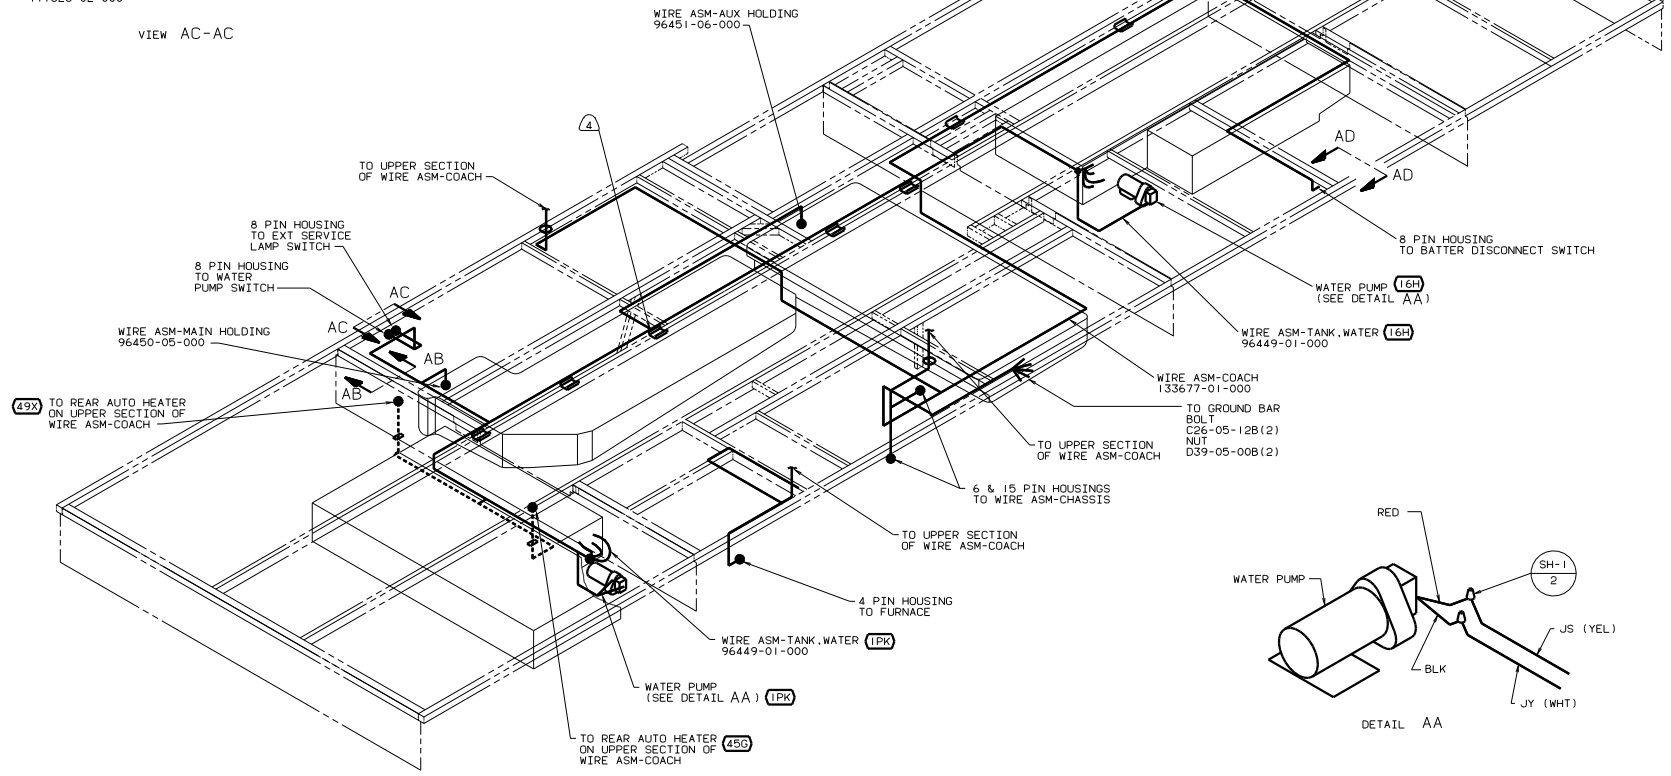 VIEW AC-AC
WIRE ASM-AUX HOLDING
96451-06-000
4
TO UPPER SECTION
OF WIRE ASM-COACH
8 PIN HOUSING
TO EXT SERVICE
LAMP SWITCH
8 PIN HOUSING
TO WATER
PUMP SWITCH
AC
AC
WIRE ASM-MAIN HOLDING
96450-05-000
AB
AB
49X TO REAR AUTO HEATER
ON UPPER SECTION OF
WIRE ASM-COACH
AD
AD
8 PIN HOUSING
TO BATTER DISCONNECT SWITCH
WATER PUMP 16H
(SEE DETAIL AA)
WIRE ASM-TANK,WATER 16H
96449-01-000
WIRE ASM-COACH
133677-01-000
TO GROUND BAR
BOLT
C26-05-12B(2)
NUT
D39-05-00B(2)
TO UPPER SECTION
OF WIRE ASM-COACH
6 & 15 PIN HOUSINGS
TO WIRE ASM-CHASSIS
TO UPPER SECTION
OF WIRE ASM-COACH
4 PIN HOUSING
TO FURNACE
WIRE ASM-TANK,WATER 1PK
96449-01-000
WATER PUMP
(SEE DETAIL AA) 1PK
TO REAR AUTO HEATER 45G
ON UPPER SECTION OF
WIRE ASM-COACH
RED
SH-1
2
WATER PUMP
JS (YEL)
BLK
JY (WHT)
DETAIL AA